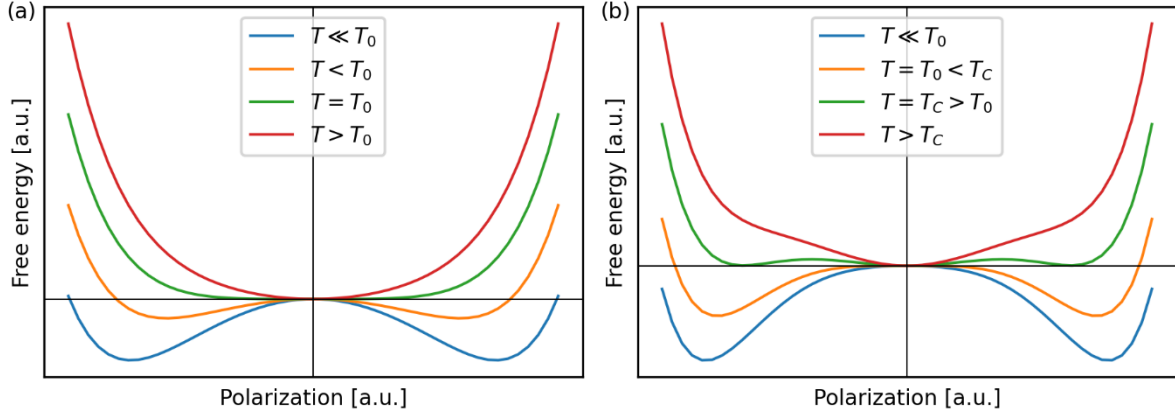 (a)
T ≪ T₀
T < T₀
T = T₀
T > T₀
Free energy [a.u.]
Polarization [a.u.]
(b)
T ≪ T₀
T = T₀ < T_C
T = T_C > T₀
T > T_C
Free energy [a.u.]
Polarization [a.u.]